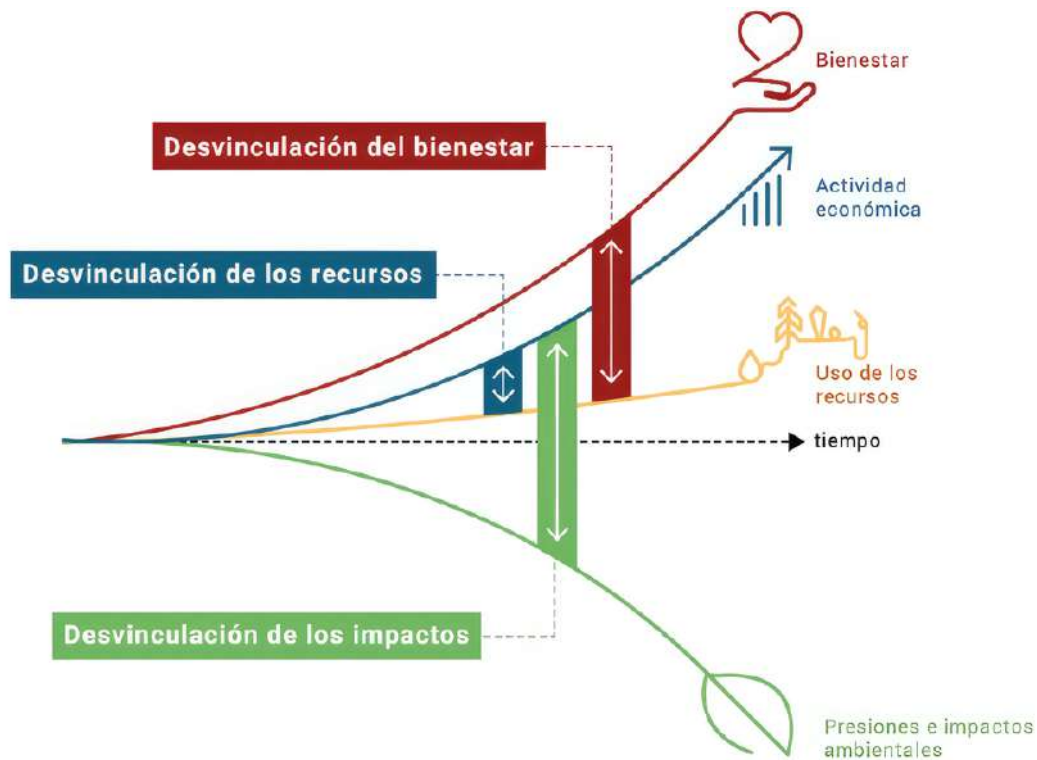 Bienestar
Desvinculación del bienestar
Actividad
económica
Desvinculación de los recursos
Uso de los
recursos
tiempo
Desvinculación de los impactos
Presiones e impactos
ambientales